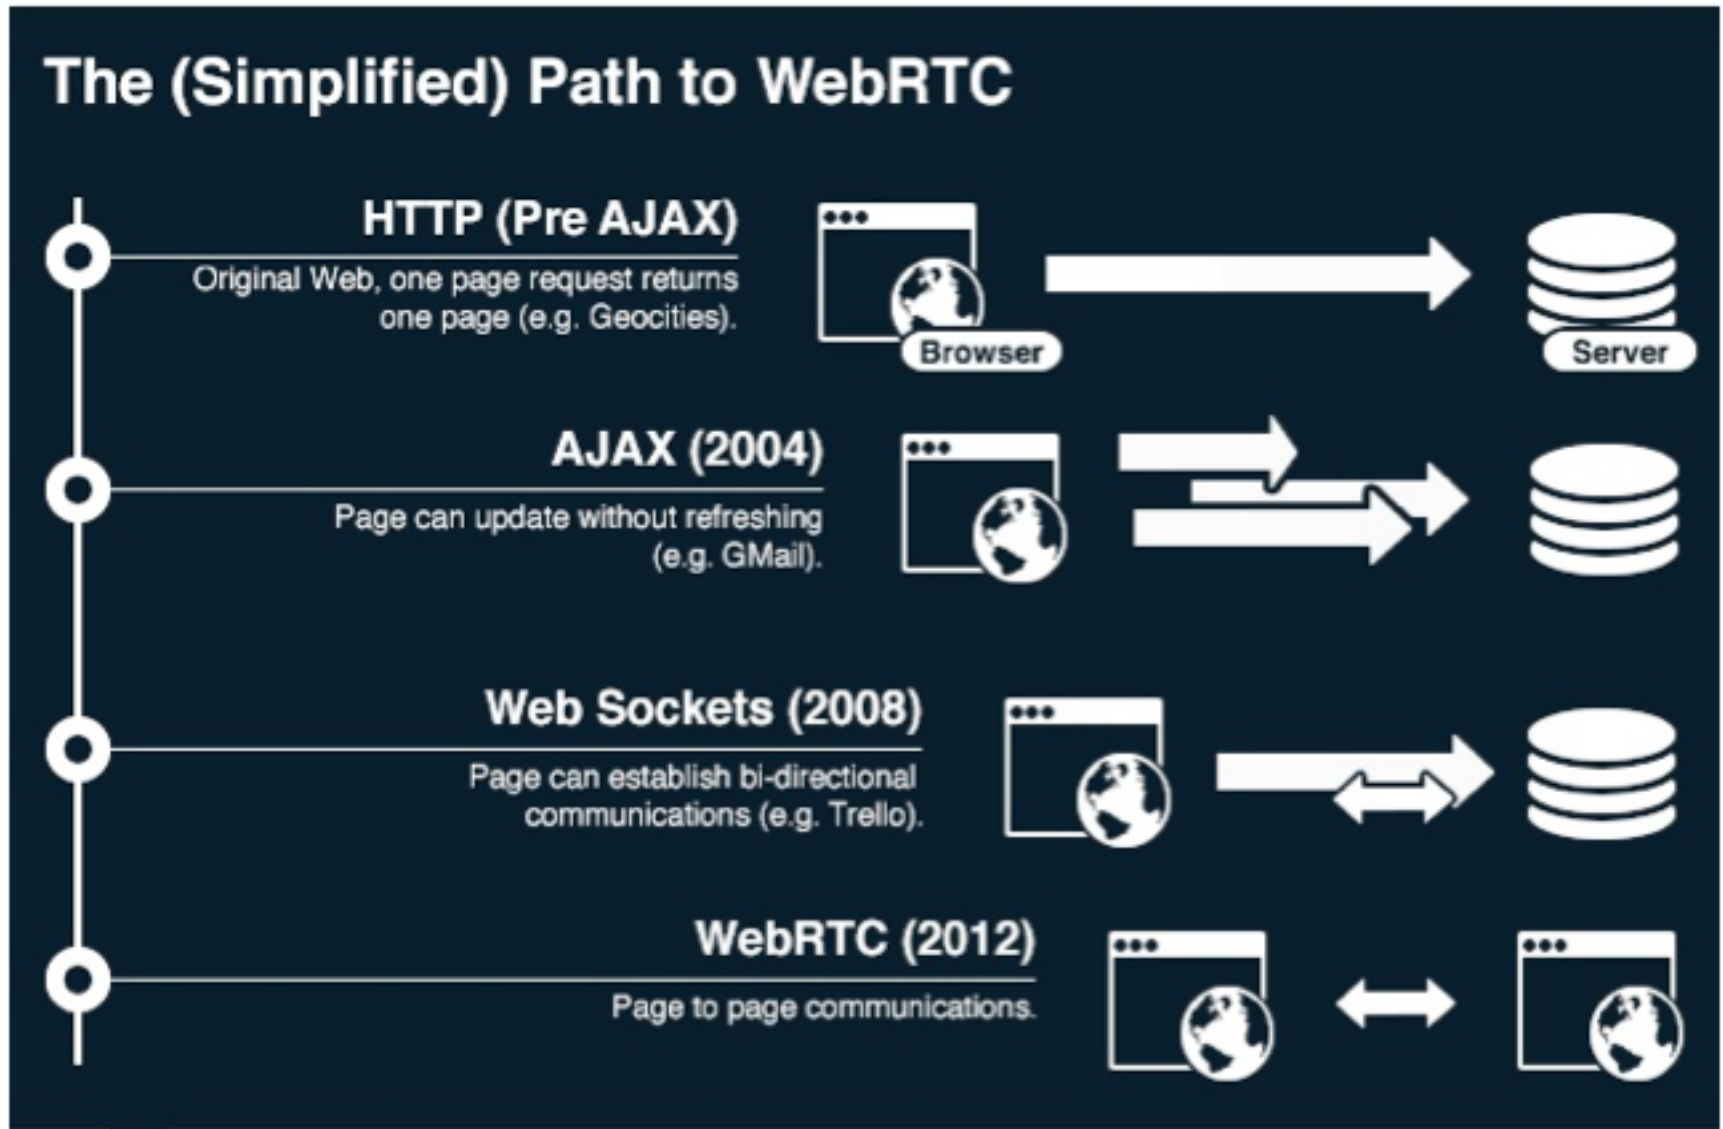 The (Simplified) Path to WebRTC
HTTP (Pre AJAX)
Original Web, one page request returns
one page (e.g. Geocities).
Browser
Server
AJAX (2004)
Page can update without refreshing
(e.g. GMail).
Web Sockets (2008)
Page can establish bi-directional
communications (e.g. Trello).
WebRTC (2012)
Page to page communications.